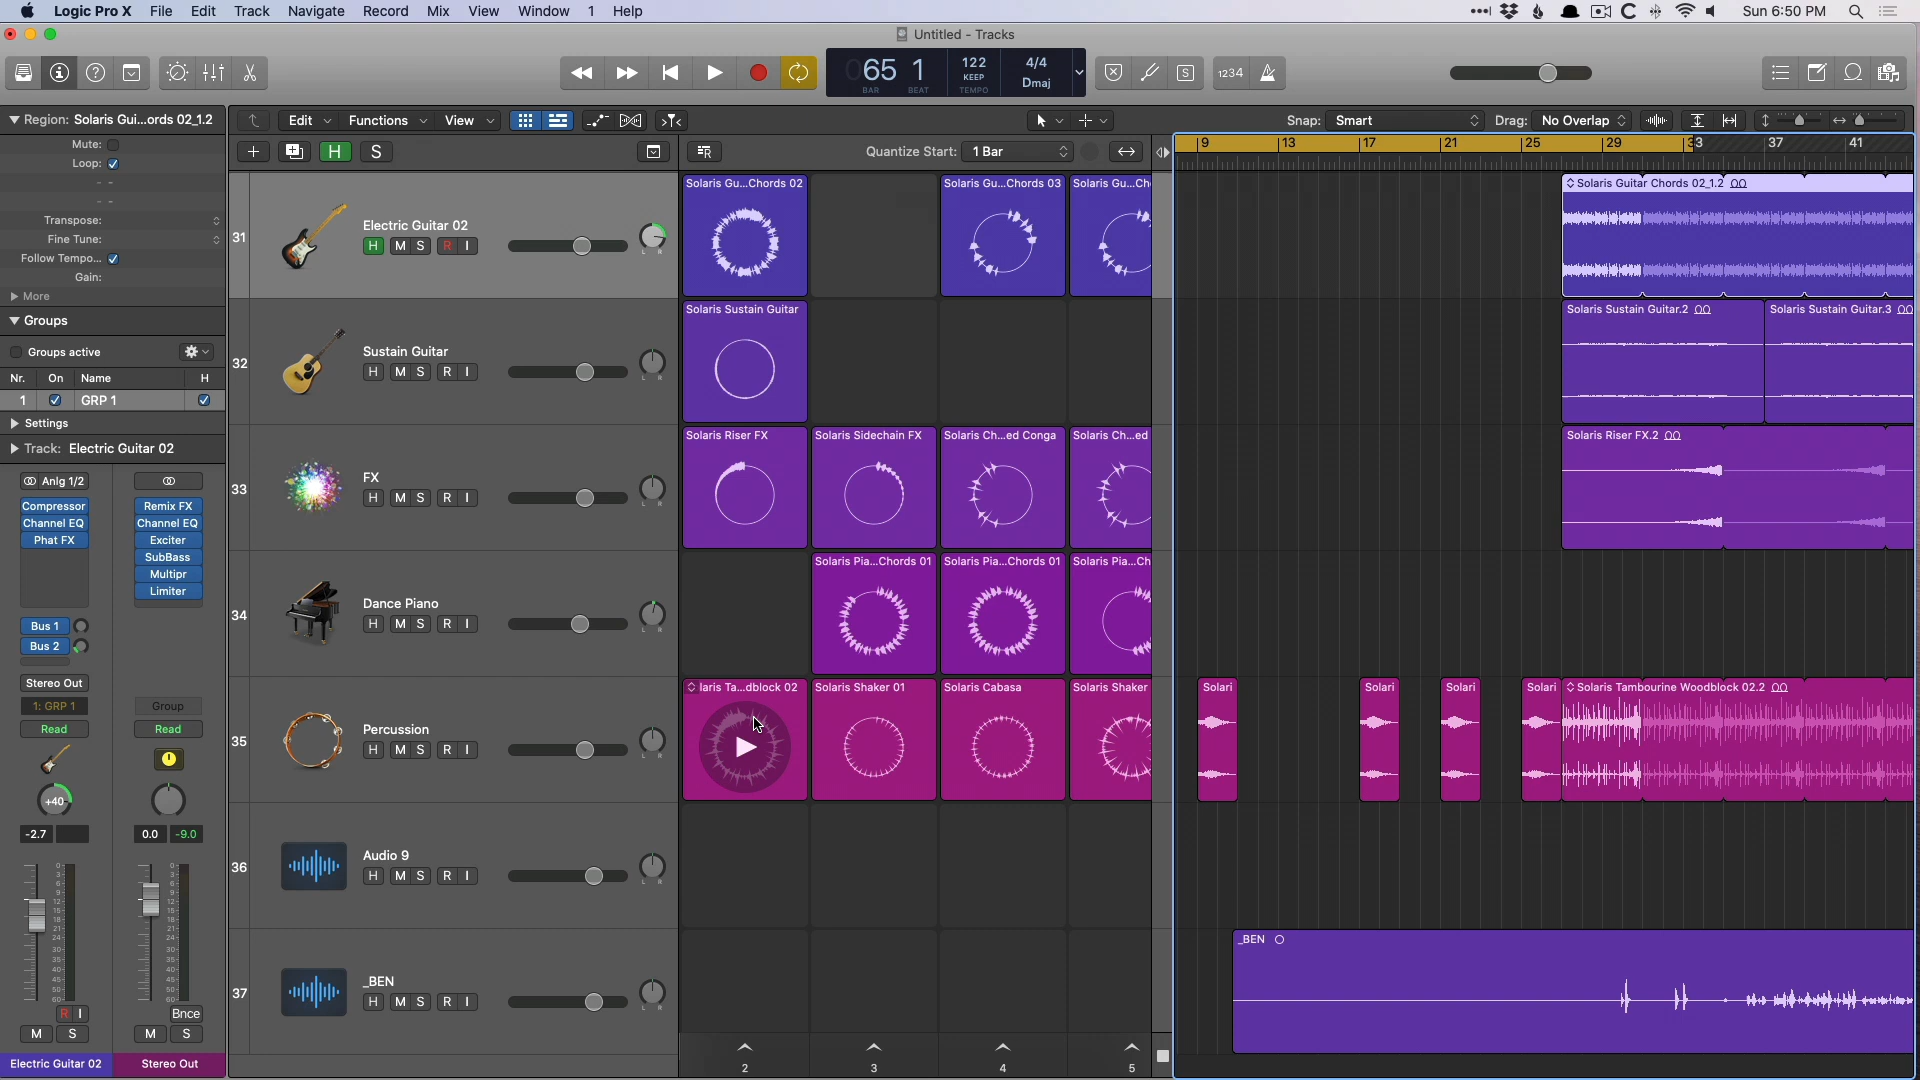 Logic Pro X File Edit Track Navigate Record Mix View Window 1 Help
Sun 6:50 PM
Untitled - Tracks
065 1
BAR BEAT
122
KEEP
TEMPO
4/4
Dmaj
S
1234
Region: Solaris Gui...ords 02_1.2
Mute:
Loop:
Transpose:
Fine Tune:
Follow Tempo...
Gain:
More
Groups
Groups active
Nr. On Name H
1 GRP 1
Settings
Track: Electric Guitar 02
Anlg 1/2
Compressor
Channel EQ
Phat FX
Bus 1
Bus 2
Stereo Out
1: GRP 1
Read
+40
-2.7
R I
M S
Electric Guitar 02
Remix FX
Channel EQ
Exciter
SubBass
Multipr
Limiter
Group
Read
0.0 -9.0
Bnce
M S
Stereo Out
Edit Functions View
Snap: Smart
Drag: No Overlap
H S
Quantize Start: 1 Bar
9 13 17 21 25 29 33 37 41
31
Electric Guitar 02
H M S R I
L R
Solaris Gu...Chords 02
Solaris Gu...Chords 03
Solaris Gu...Ch
Solaris Guitar Chords 02_1.2
32
Sustain Guitar
H M S R I
L R
Solaris Sustain Guitar
Solaris Sustain Guitar.2
Solaris Sustain Guitar.3
33
FX
H M S R I
L R
Solaris Riser FX
Solaris Sidechain FX
Solaris Ch...ed Conga
Solaris Ch...ed
Solaris Riser FX.2
34
Dance Piano
H M S R I
L R
Solaris Pia...Chords 01
Solaris Pia...Chords 01
Solaris Pia...Ch
35
Percussion
H M S R I
L R
laris Ta...dblock 02
Solaris Shaker 01
Solaris Cabasa
Solaris Shaker
Solari
Solari
Solari
Solari
Solaris Tambourine Woodblock 02.2
36
Audio 9
H M S R I
L R
37
_BEN
H M S R I
L R
_BEN
2 3 4 5